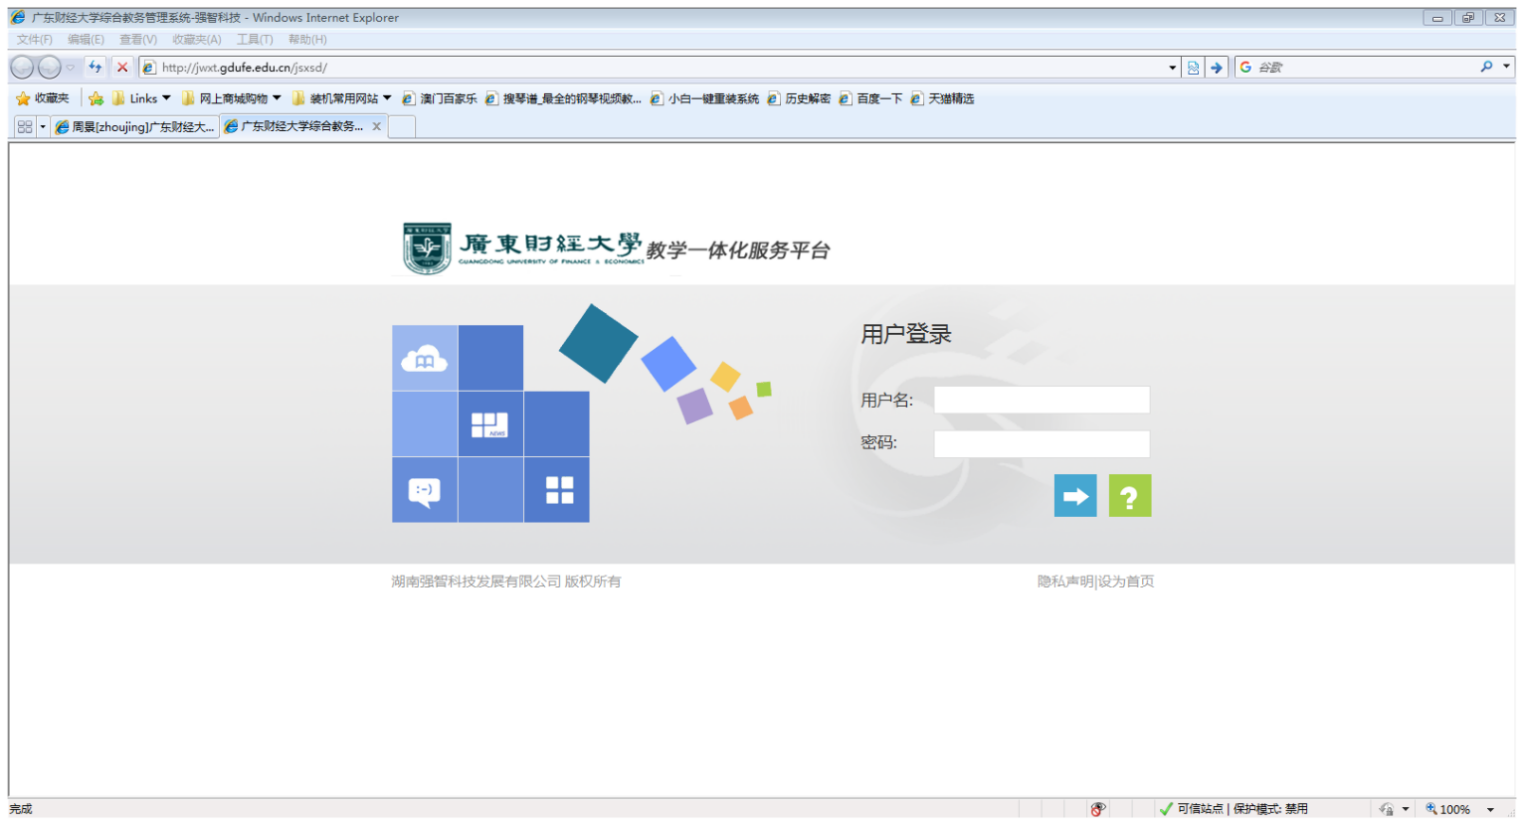 广东财经大学综合教务管理系统-强智科技 - Windows Internet Explorer
文件(F) 编辑(E) 查看(V) 收藏夹(A) 工具(T) 帮助(H)
http://jwxt.gdufe.edu.cn/jsxsd/ 谷歌
收藏夹 Links 网上商城购物 装机常用网站 澳门百家乐 搜琴谱_最全的钢琴视频教... 小白一键重装系统 历史解密 百度一下 天猫精选
周景[zhoujing]广东财经大... 广东财经大学综合教务... X
廣東財經大學 教学一体化服务平台
GUANGDONG UNIVERSITY OF FINANCE & ECONOMICS
用户登录
用户名:
NEWS
密码:
:-)
?
湖南强智科技发展有限公司 版权所有 隐私声明|设为首页
完成 可信站点 | 保护模式: 禁用 100%